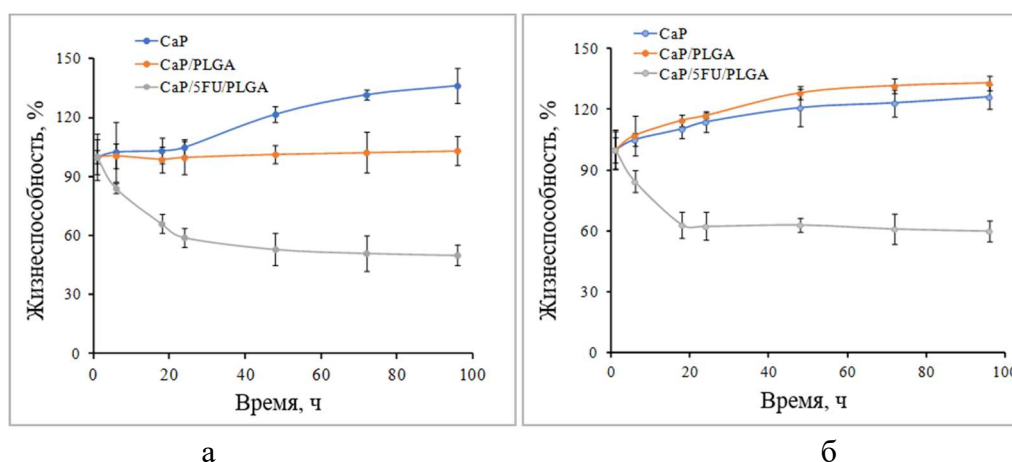 CaP
CaP/PLGA
CaP/5FU/PLGA
150
120
90
60
30
0
Жизнеспособность, %
0 20 40 60 80 100
Время, ч
а
CaP
CaP/PLGA
CaP/5FU/PLGA
150
120
90
60
30
0
Жизнеспособность, %
0 20 40 60 80 100
Время, ч
б